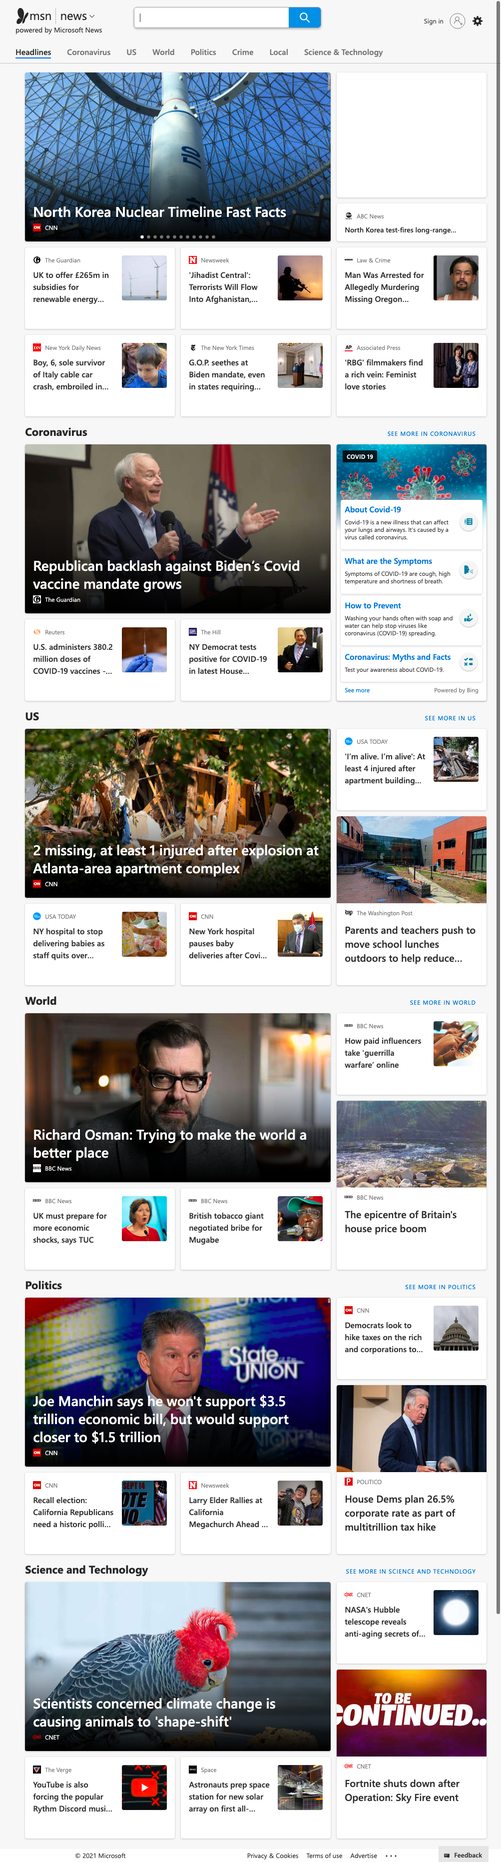 msn | news
powered by Microsoft News
Sign in
Headlines Coronavirus US World Politics Crime Local Science & Technology
North Korea Nuclear Timeline Fast Facts
CNN
ABC News
North Korea test-fires long-range...
The Guardian
UK to offer £265m in
subsidies for
renewable energy...
Newsweek
'Jihadist Central':
Terrorists Will Flow
Into Afghanistan,...
Law & Crime
Man Was Arrested for
Allegedly Murdering
Missing Oregon...
New York Daily News
Boy, 6, sole survivor
of Italy cable car
crash, embroiled in...
The New York Times
G.O.P. seethes at
Biden mandate, even
in states requiring...
Associated Press
'RBG' filmmakers find
a rich vein: Feminist
love stories
Coronavirus
SEE MORE IN CORONAVIRUS
Republican backlash against Biden's Covid
vaccine mandate grows
The Guardian
COVID 19
About Covid-19
Covid-19 is a new illness that can affect
your lungs and airways. It's caused by a
virus called coronavirus.
What are the Symptoms
Symptoms of COVID-19 are cough, high
temperature and shortness of breath.
How to Prevent
Washing your hands often with soap and
water can help stop viruses like
coronavirus (COVID-19) spreading.
Coronavirus: Myths and Facts
Test your awareness about COVID-19.
See more
Powered by Bing
Reuters
U.S. administers 380.2
million doses of
COVID-19 vaccines -...
The Hill
NY Democrat tests
positive for COVID-19
in latest House...
US
SEE MORE IN US
2 missing, at least 1 injured after explosion at
Atlanta-area apartment complex
CNN
USA TODAY
'I'm alive. I'm alive': At
least 4 injured after
apartment building...
The Washington Post
Parents and teachers push to
move school lunches
outdoors to help reduce...
USA TODAY
NY hospital to stop
delivering babies as
staff quits over...
CNN
New York hospital
pauses baby
deliveries after Covi...
World
SEE MORE IN WORLD
Richard Osman: Trying to make the world a
better place
BBC News
BBC News
How paid influencers
take 'guerrilla
warfare' online
BBC News
The epicentre of Britain's
house price boom
BBC News
UK must prepare for
more economic
shocks, says TUC
BBC News
British tobacco giant
negotiated bribe for
Mugabe
Politics
SEE MORE IN POLITICS
State
of the
UNION
Joe Manchin says he won't support $3.5
trillion economic bill, but would support
closer to $1.5 trillion
CNN
CNN
Democrats look to
hike taxes on the rich
and corporations to...
POLITICO
House Dems plan 26.5%
corporate rate as part of
multitrillion tax hike
CNN
Recall election:
California Republicans
need a historic polli...
Newsweek
Larry Elder Rallies at
California
Megachurch Ahead ...
Science and Technology
SEE MORE IN SCIENCE AND TECHNOLOGY
Scientists concerned climate change is
causing animals to 'shape-shift'
CNET
CNET
NASA's Hubble
telescope reveals
anti-aging secrets of...
TO BE
CONTINUED..
CNET
Fortnite shuts down after
Operation: Sky Fire event
The Verge
YouTube is also
forcing the popular
Rythm Discord musi...
Space
Astronauts prep space
station for new solar
array on first all-...
© 2021 Microsoft
Privacy & Cookies Terms of use Advertise
Feedback